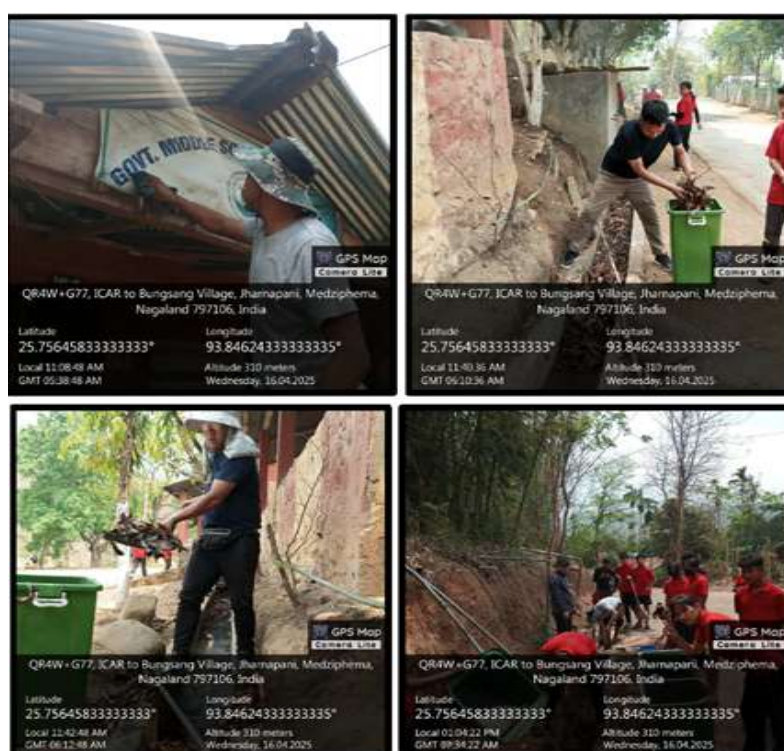 GOVT. MIDDLE
GPS Map
Camera Lite
QR4W+G77, ICAR to Bungsang Village, Jharnapani, Medziphema,
Nagaland 797106, India
Latitude
Longitude
25.75645833333333°
93.84624333333335°
Local 11:08:48 AM
Altitude 310 meters
GMT 05:38:48 AM
Wednesday, 16.04.2025
GPS Map
Camera Lite
QR4W+G77, ICAR to Bungsang Village, Jharnapani, Medziphema,
Nagaland 797106, India
Latitude
Longitude
25.75645833333333°
93.84624333333335°
Local 11:40:36 AM
Altitude 310 meters
GMT 06:10:36 AM
Wednesday, 16.04.2025
GPS Map
Camera Lite
QR4W+G77, ICAR to Bungsang Village, Jharnapani, Medziphema,
Nagaland 797106, India
Latitude
Longitude
25.75645833333333°
93.84624333333335°
Local 11:42:48 AM
Altitude 310 meters
GMT 06:12:48 AM
Wednesday, 16.04.2025
GPS Map
Camera Lite
QR4W+G77, ICAR to Bungsang Village, Jharnapani, Medziphema,
Nagaland 797106, India
Latitude
Longitude
25.75645833333333°
93.84624333333335°
Local 01:04:22 PM
Altitude 310 meters
GMT 07:34:22 AM
Wednesday, 16.04.2025